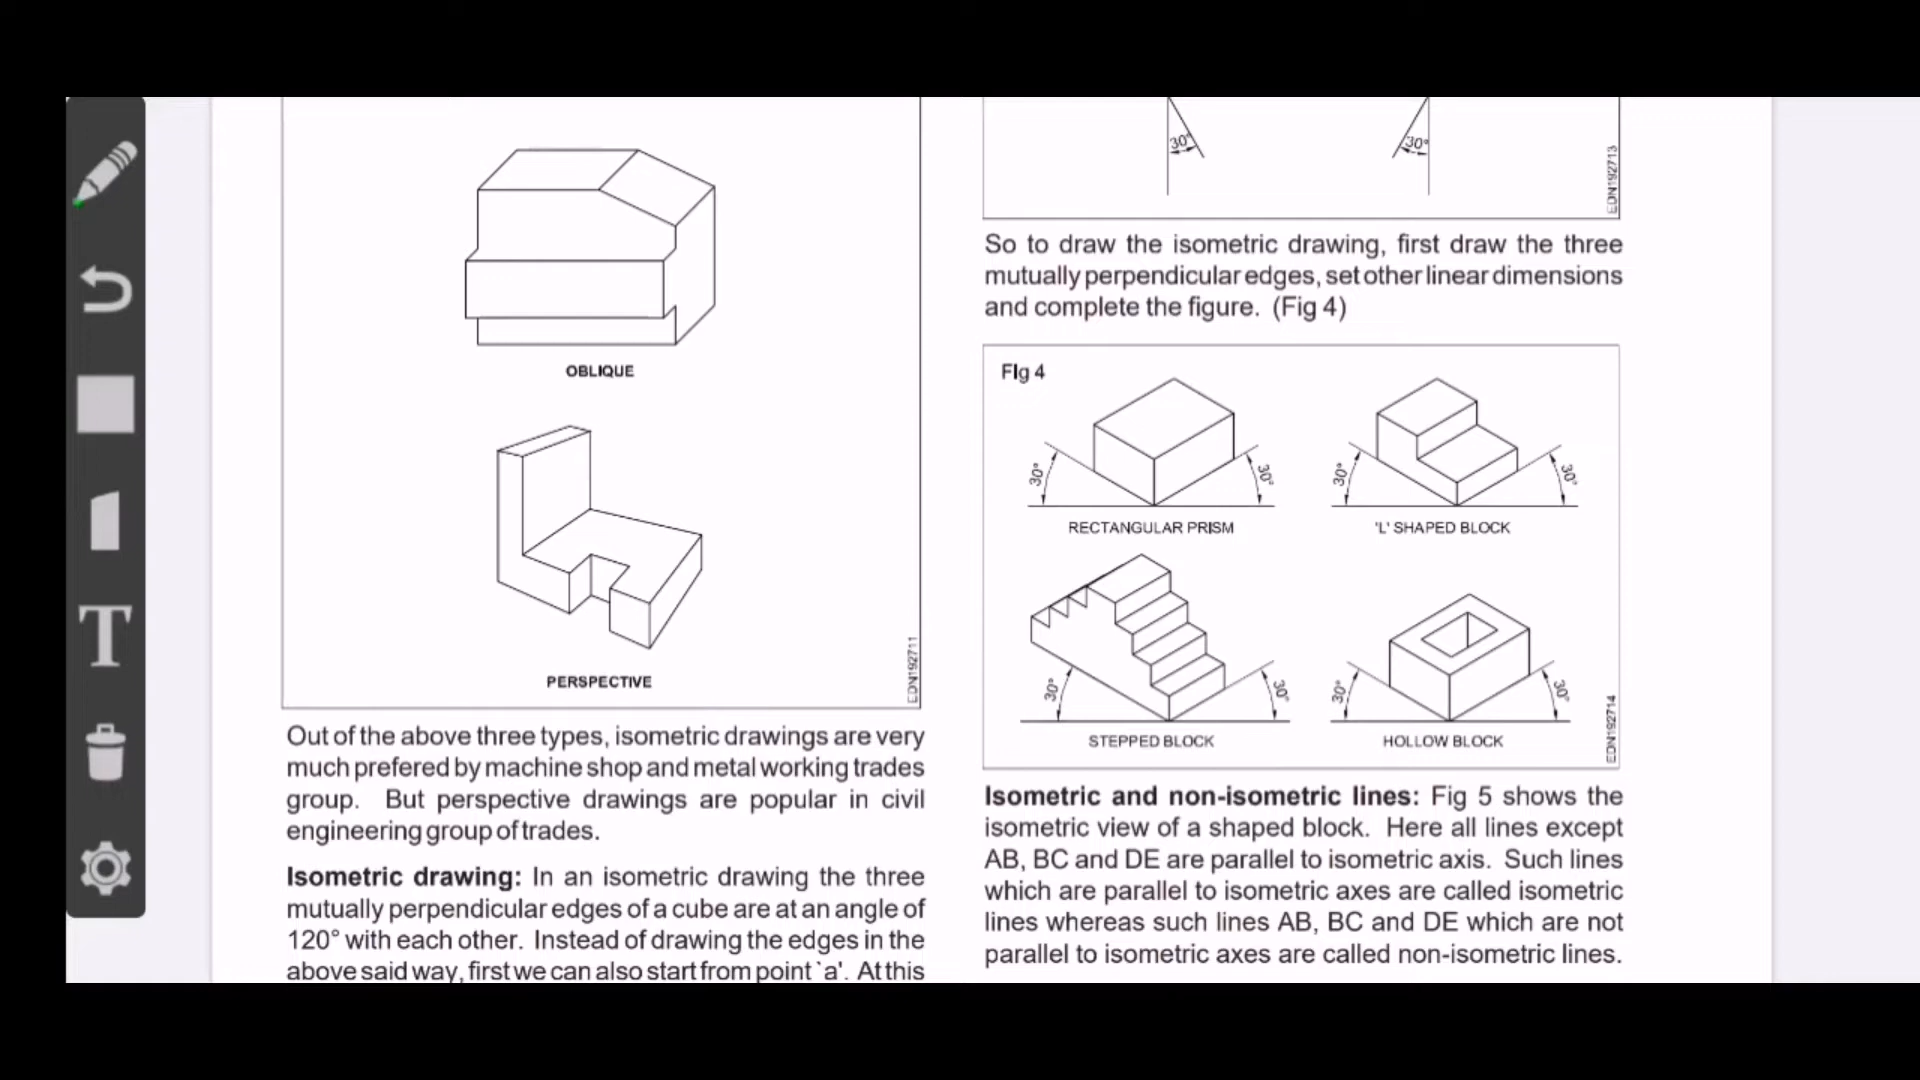 OBLIQUE
PERSPECTIVE
EDN192711
Out of the above three types, isometric drawings are very
much prefered by machine shop and metal working trades
group. But perspective drawings are popular in civil
engineering group of trades.
Isometric drawing: In an isometric drawing the three
mutually perpendicular edges of a cube are at an angle of
120° with each other. Instead of drawing the edges in the
above said way, first we can also start from point `a'. At this
30°
30°
EDN192713
So to draw the isometric drawing, first draw the three
mutually perpendicular edges, set other linear dimensions
and complete the figure. (Fig 4)
FIg 4
30°
30°
30°
30°
RECTANGULAR PRISM
'L' SHAPED BLOCK
30°
30°
30°
30°
STEPPED BLOCK
HOLLOW BLOCK
EDN192714
Isometric and non-isometric lines: Fig 5 shows the
isometric view of a shaped block. Here all lines except
AB, BC and DE are parallel to isometric axis. Such lines
which are parallel to isometric axes are called isometric
lines whereas such lines AB, BC and DE which are not
parallel to isometric axes are called non-isometric lines.
T